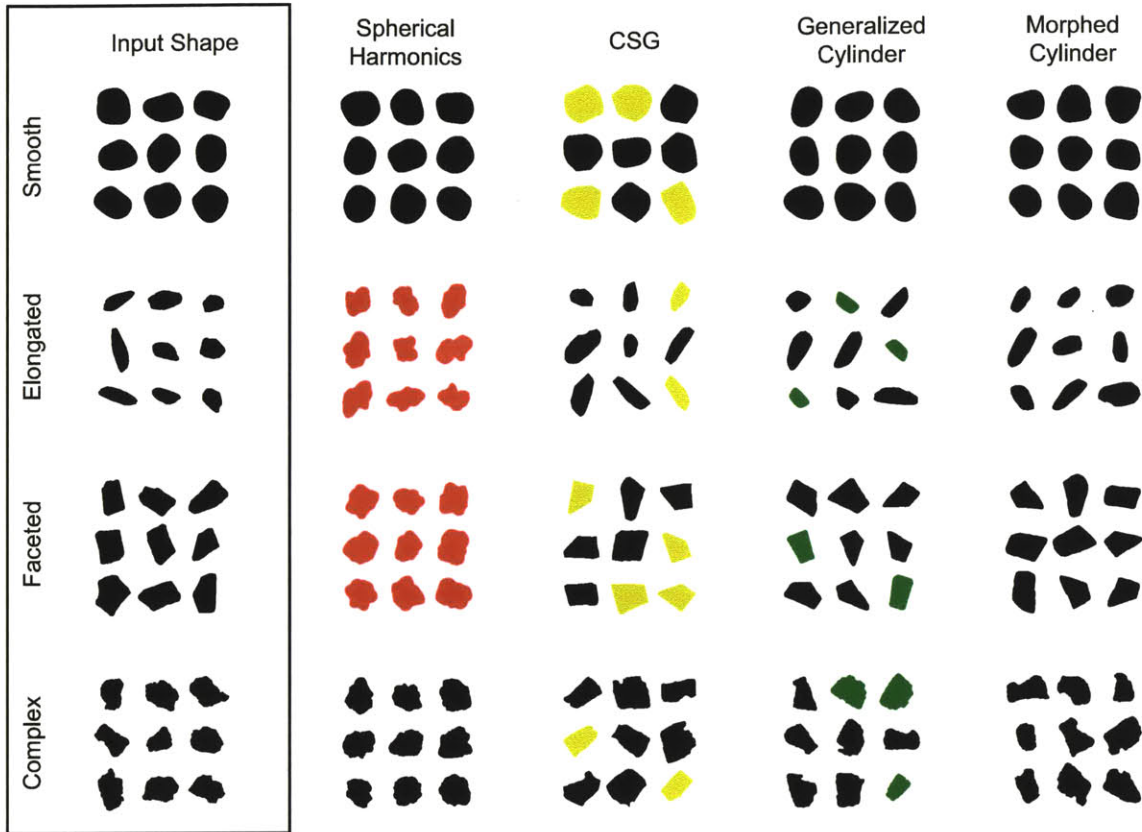 Input Shape
Spherical
Harmonics
CSG
Generalized
Cylinder
Morphed
Cylinder
Smooth
Elongated
Faceted
Complex